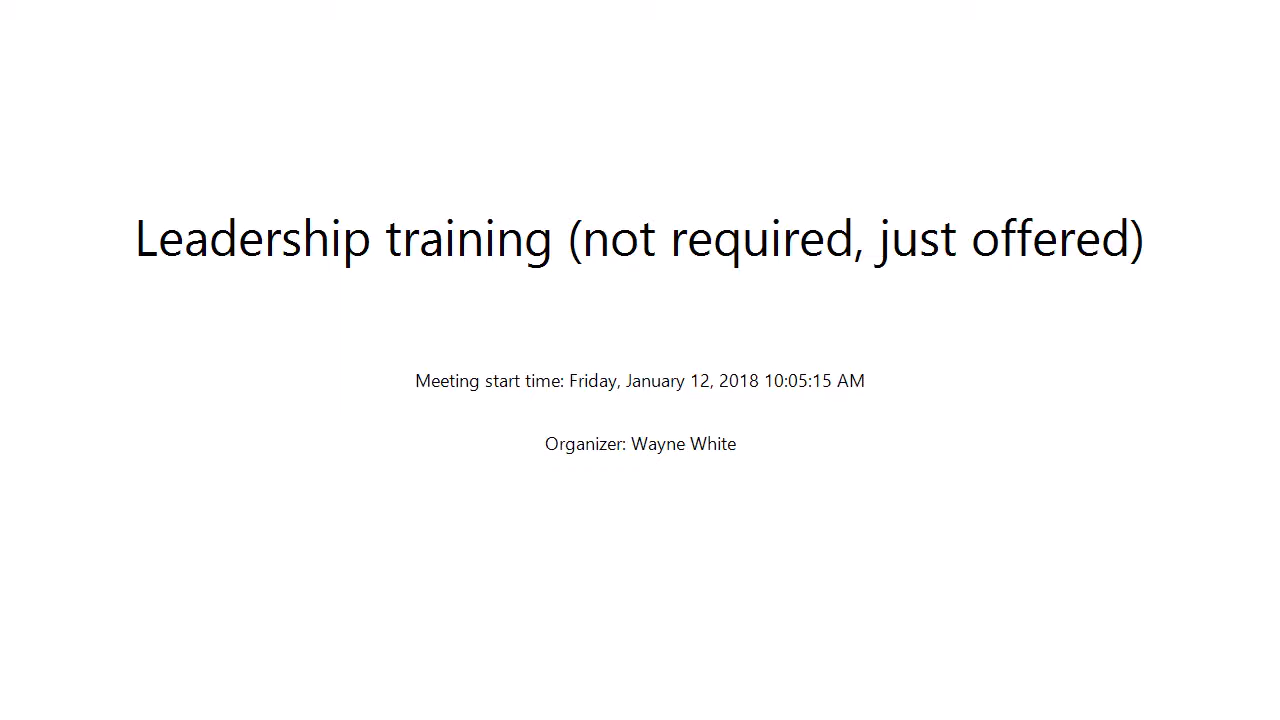 Leadership training (not required, just offered)
Meeting start time: Friday, January 12, 2018 10:05:15 AM
Organizer: Wayne White